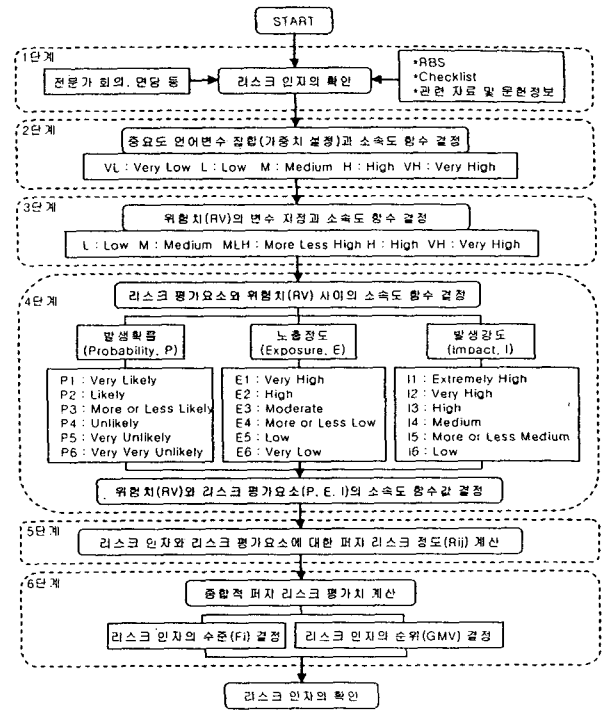 START
1단계
전문가 회의, 면담 등
리스크 인자의 확인
*RBS
*Checklist
*관련 자료 및 문헌정보
2단계
중요도 언어변수 집합(가중치 설정)과 소속도 함수 결정
VL : Very Low L : Low M : Medium H : High VH : Very High
3단계
위험치(RV)의 변수 지정과 소속도 함수 결정
L : Low M : Medium MLH : More Less High H : High VH : Very High
4단계
리스크 평가요소와 위험치(RV) 사이의 소속도 함수 결정
발생확률
(Probability, P)
노출정도
(Exposure, E)
발생강도
(Impact, I)
P1 : Very Likely
P2 : Likely
P3 : More or Less Likely
P4 : Unlikely
P5 : Very Unlikely
P6 : Very Very Unlikely
E1 : Very High
E2 : High
E3 : Moderate
E4 : More or Less Low
E5 : Low
E6 : Very Low
I1 : Extremely High
I2 : Very High
I3 : High
I4 : Medium
I5 : More or Less Medium
I6 : Low
위험치(RV)와 리스크 평가요소(P, E, I)의 소속도 함수값 결정
5단계
리스크 인자와 리스크 평가요소에 대한 퍼지 리스크 정도(Rij) 계산
6단계
종합적 퍼지 리스크 평가치 계산
리스크 인자의 수준(Fi) 결정
리스크 인자의 순위(GMV) 결정
리스크 인자의 확인